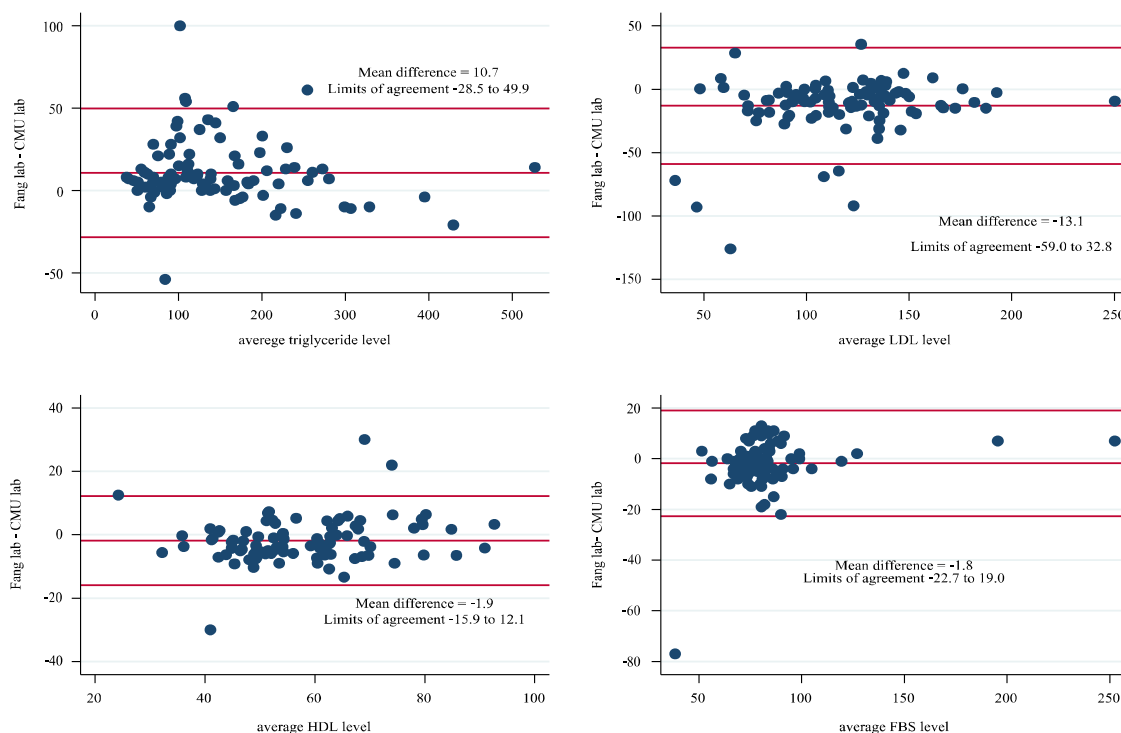 100
50
0
-50
Fang lab - CMU lab
Mean difference = 10.7
Limits of agreement -28.5 to 49.9
0
100
200
300
400
500
averege triglyceride level
50
0
-50
-100
-150
Fang lab - CMU lab
Mean difference = -13.1
Limits of agreement -59.0 to 32.8
50
100
150
200
250
average LDL level
40
20
0
-20
-40
Fang lab - CMU lab
Mean difference = -1.9
Limits of agreement -15.9 to 12.1
20
40
60
80
100
average HDL level
20
0
-20
-40
-60
-80
Fang lab- CMU lab
Mean difference = -1.8
Limits of agreement -22.7 to 19.0
50
100
150
200
250
average FBS level